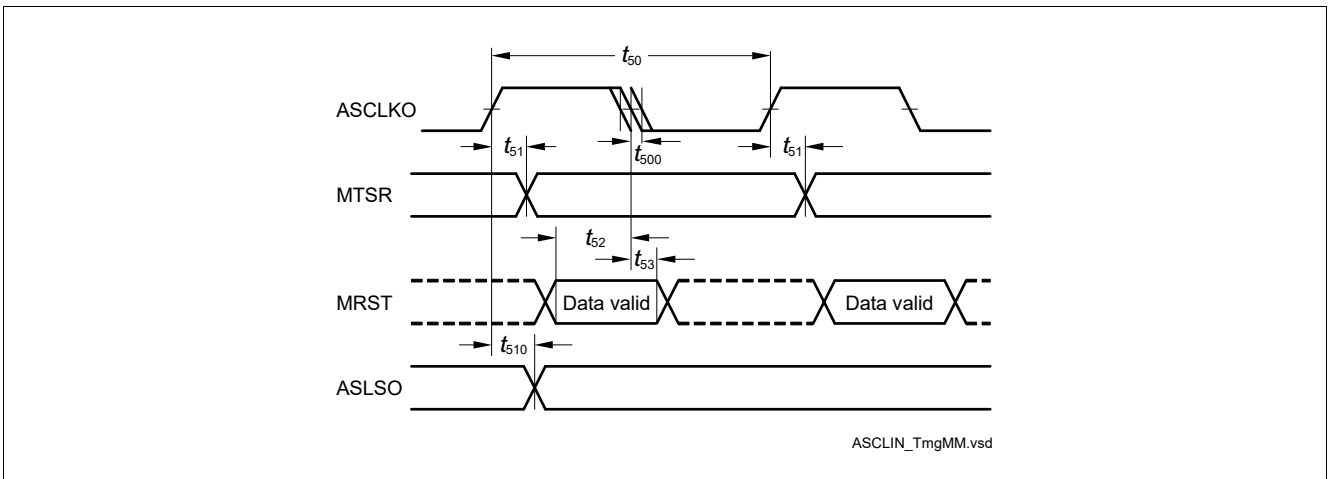 t50
ASCLKO
t51
t500
t51
MTSR
t52
t53
MRST
Data valid
Data valid
t510
ASLSO
ASCLIN_TmgMM.vsd